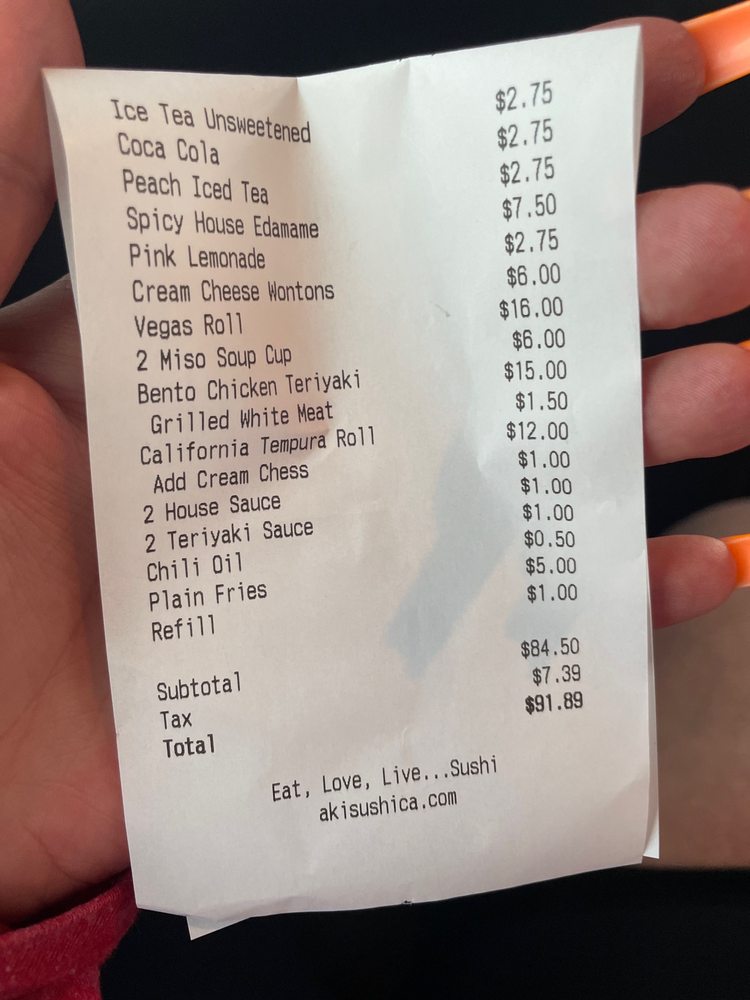 Ice Tea Unsweetened $2.75
Coca Cola $2.75
Peach Iced Tea $2.75
Spicy House Edamame $7.50
Pink Lemonade $2.75
Cream Cheese Wontons $6.00
Vegas Roll $16.00
2 Miso Soup Cup $6.00
Bento Chicken Teriyaki $15.00
Grilled White Meat $1.50
California Tempura Roll $12.00
Add Cream Chess $1.00
2 House Sauce $1.00
2 Teriyaki Sauce $1.00
Chili Oil $0.50
Plain Fries $5.00
Refill $1.00
Subtotal $84.50
Tax $7.39
Total $91.89
Eat, Love, Live...Sushi
akisushica.com